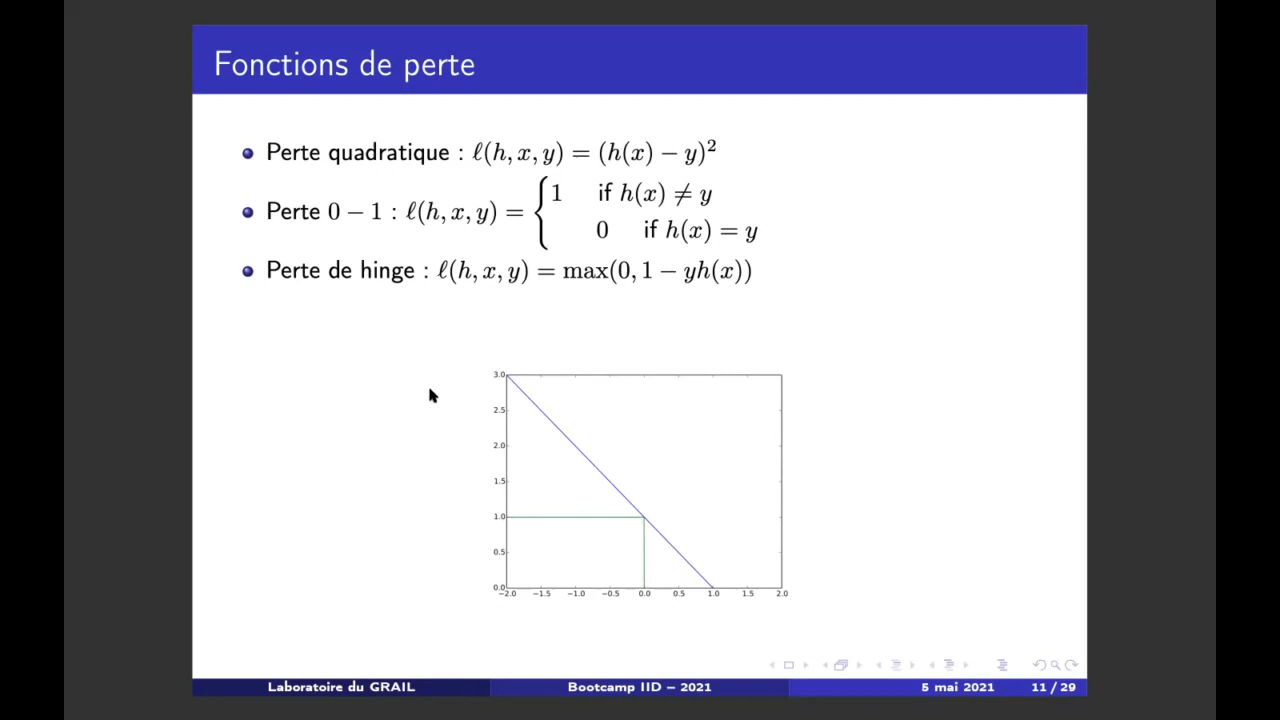 Fonctions de perte
Perte quadratique : ℓ(h, x, y) = (h(x) − y)²
Perte 0 − 1 : ℓ(h, x, y) = { 1 if h(x) ≠ y
0 if h(x) = y
Perte de hinge : ℓ(h, x, y) = max(0, 1 − yh(x))
3.0
2.5
2.0
1.5
1.0
0.5
0.0
−2.0 −1.5 −1.0 −0.5 0.0 0.5 1.0 1.5 2.0
Laboratoire du GRAIL Bootcamp IID – 2021 5 mai 2021 11 / 29